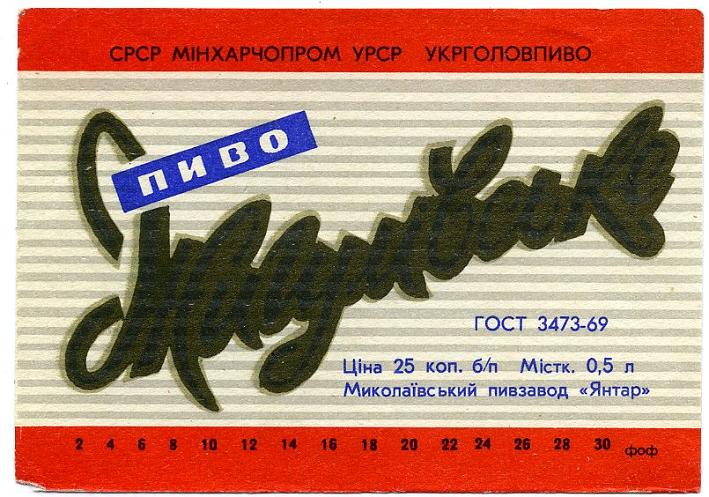 СРСР МІНХАРЧОПРОМ УРСР УКРГОЛОВПИВО
ПИВО
Жигулівське
ГОСТ 3473-69
Ціна 25 коп. б/п Містк. 0,5 л
Миколаївський пивзавод «Янтар»
2 4 6 8 10 12 14 16 18 20 22 24 26 28 30 фоф